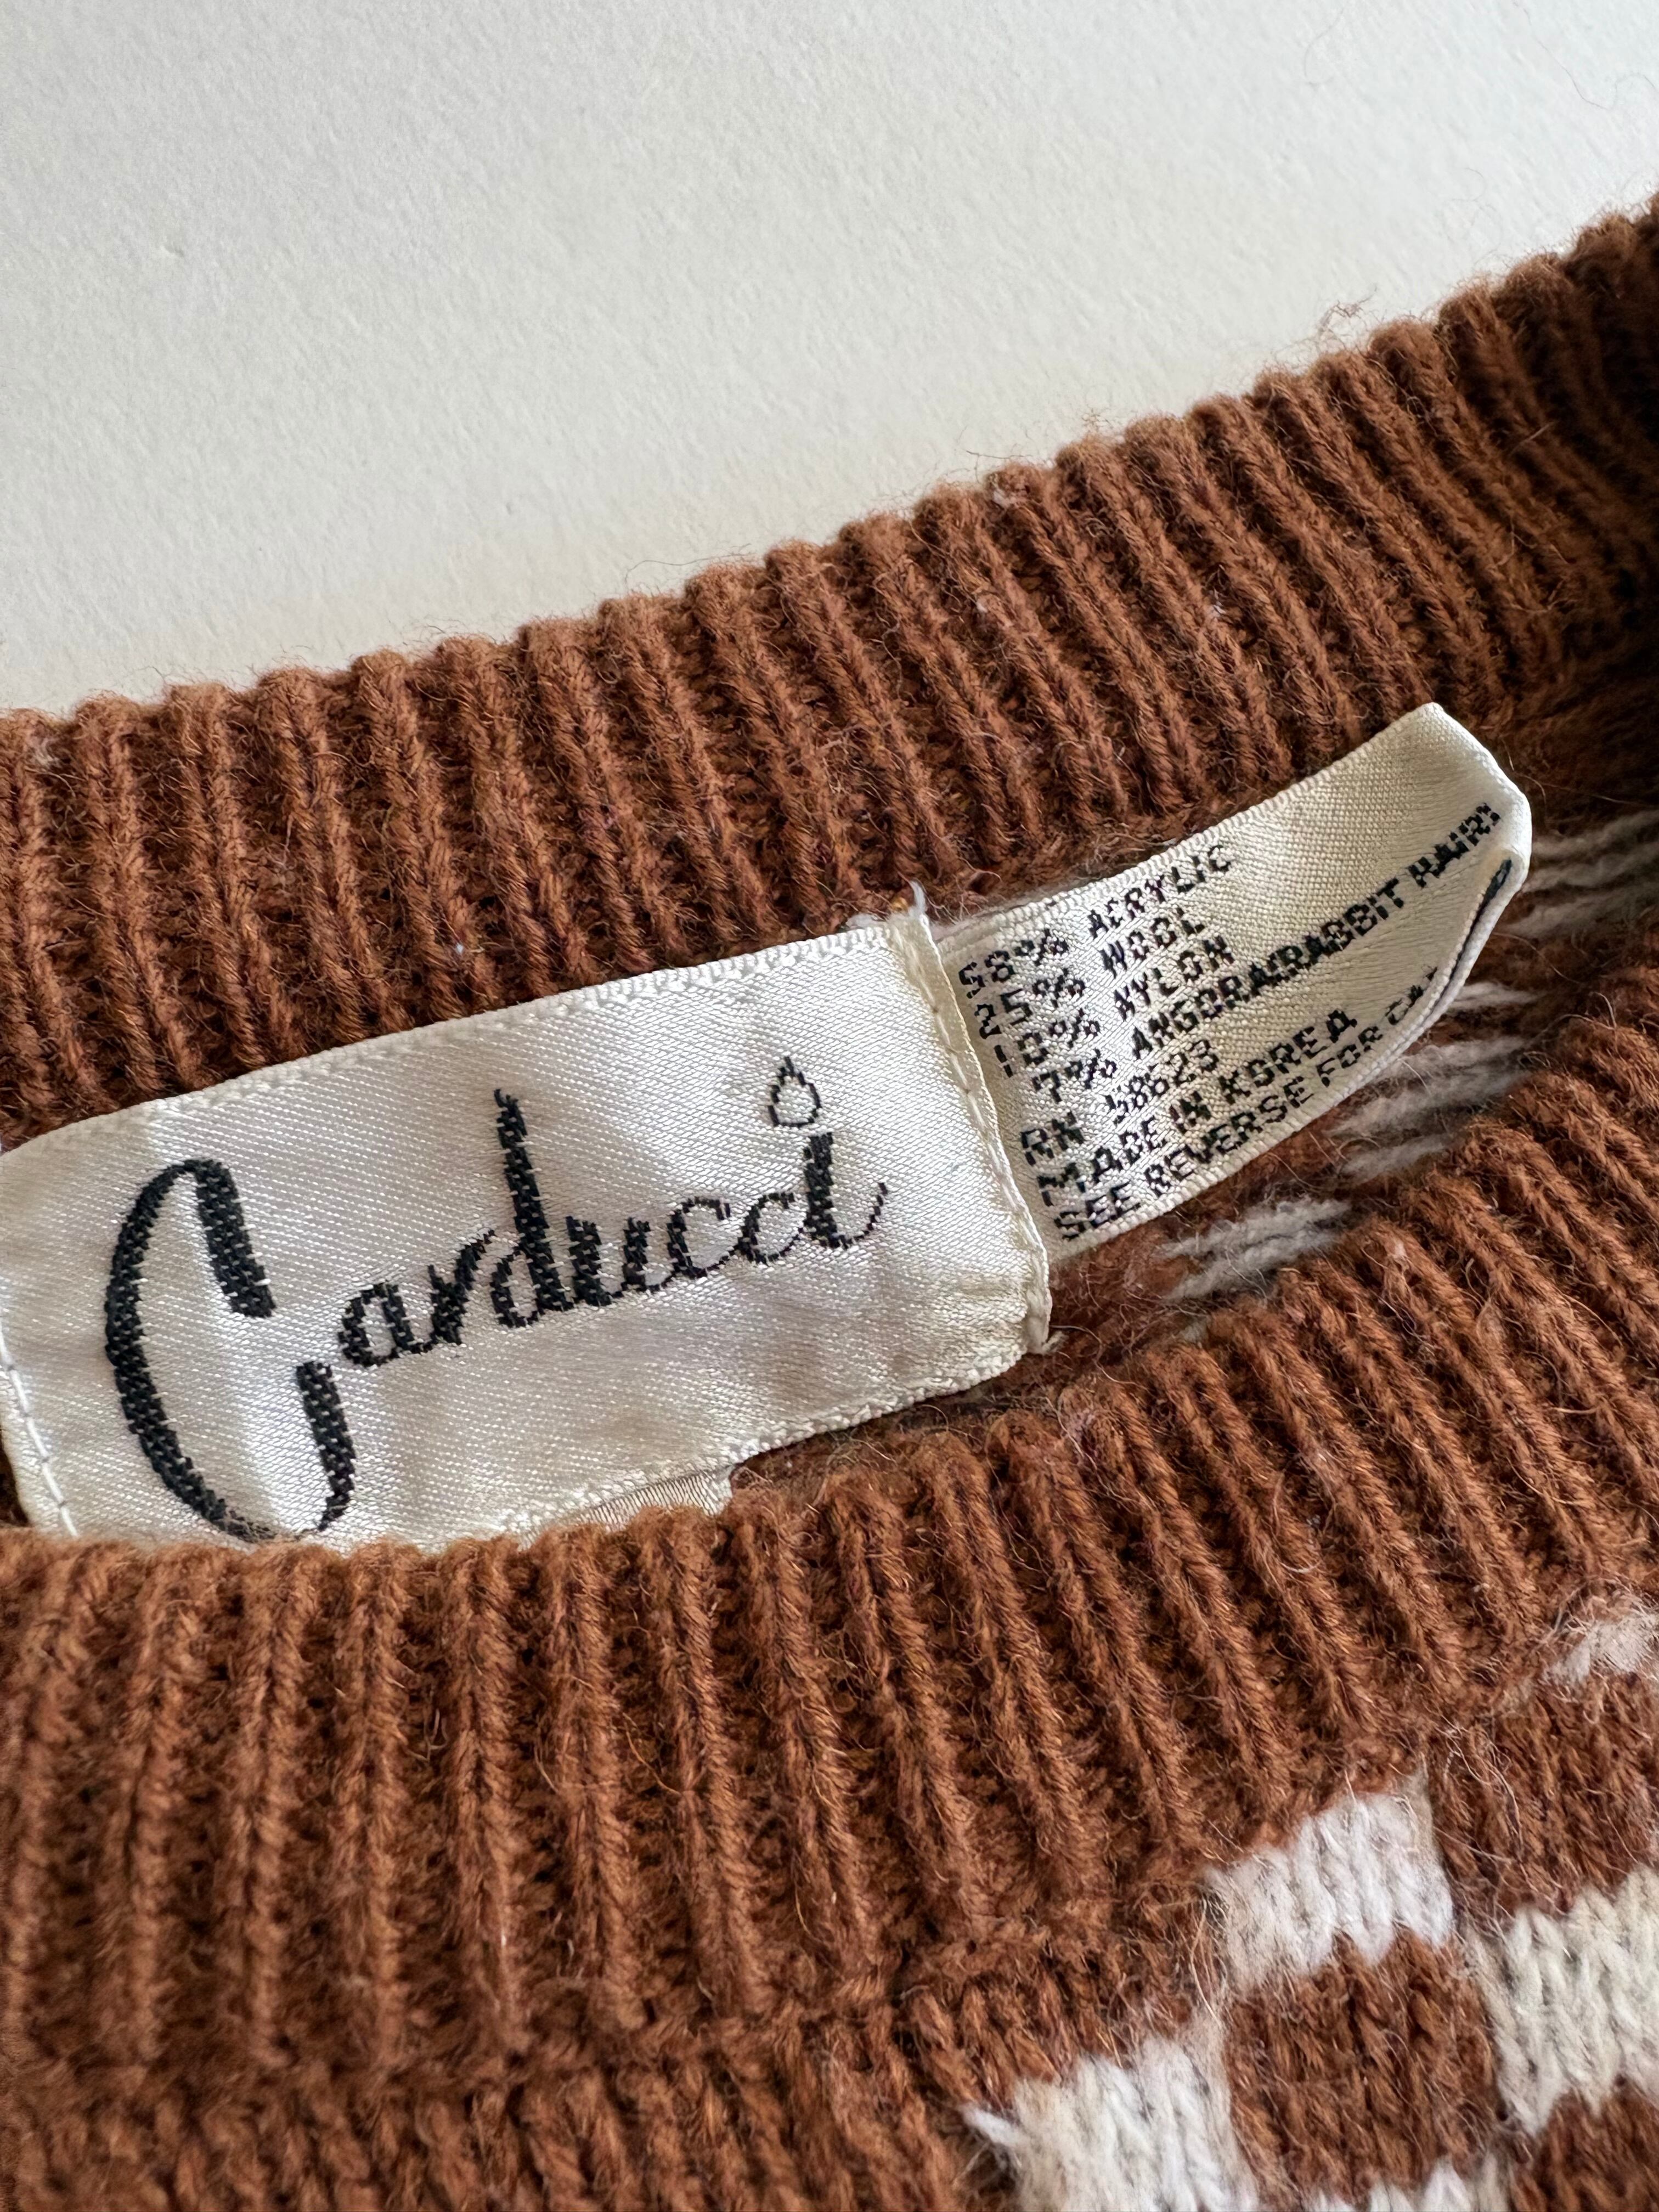 Carducci
58% ACRYLIC
25% WOOL
10% NYLON
7% ANGORA(RABBIT HAIR)
RN 58623
MADE IN KOREA
SEE REVERSE FOR